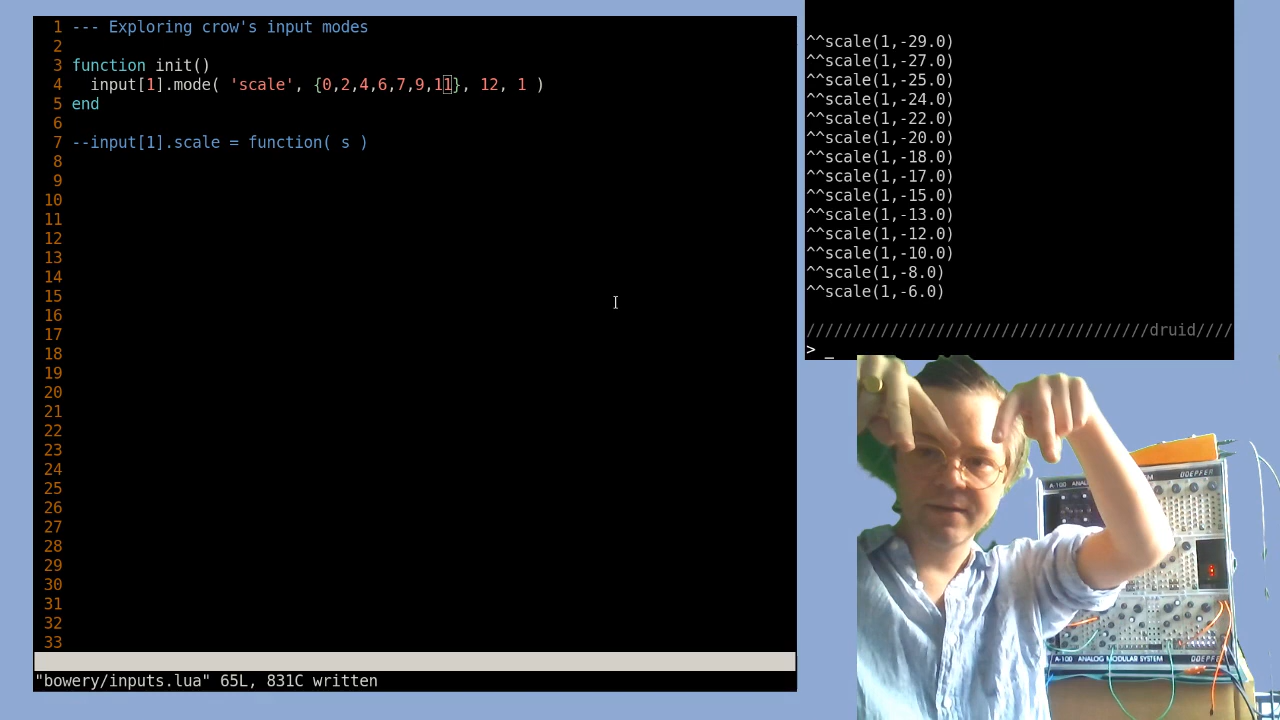 1 --- Exploring crow's input modes
2
3 function init()
4 input[1].mode( 'scale', {0,2,4,6,7,9,11}, 12, 1 )
5 end
6
7 --input[1].scale = function( s )
8
9
10
11
12
13
14
15
16
17
18
19
20
21
22
23
24
25
26
27
28
29
30
31
32
33
"bowery/inputs.lua" 65L, 831C written
^^scale(1,-29.0)
^^scale(1,-27.0)
^^scale(1,-25.0)
^^scale(1,-24.0)
^^scale(1,-22.0)
^^scale(1,-20.0)
^^scale(1,-18.0)
^^scale(1,-17.0)
^^scale(1,-15.0)
^^scale(1,-13.0)
^^scale(1,-12.0)
^^scale(1,-10.0)
^^scale(1,-8.0)
^^scale(1,-6.0)
/////////////////////////////////////druid////
> _
DOEPFER
A-100 ANALOG MODULAR SYSTEM